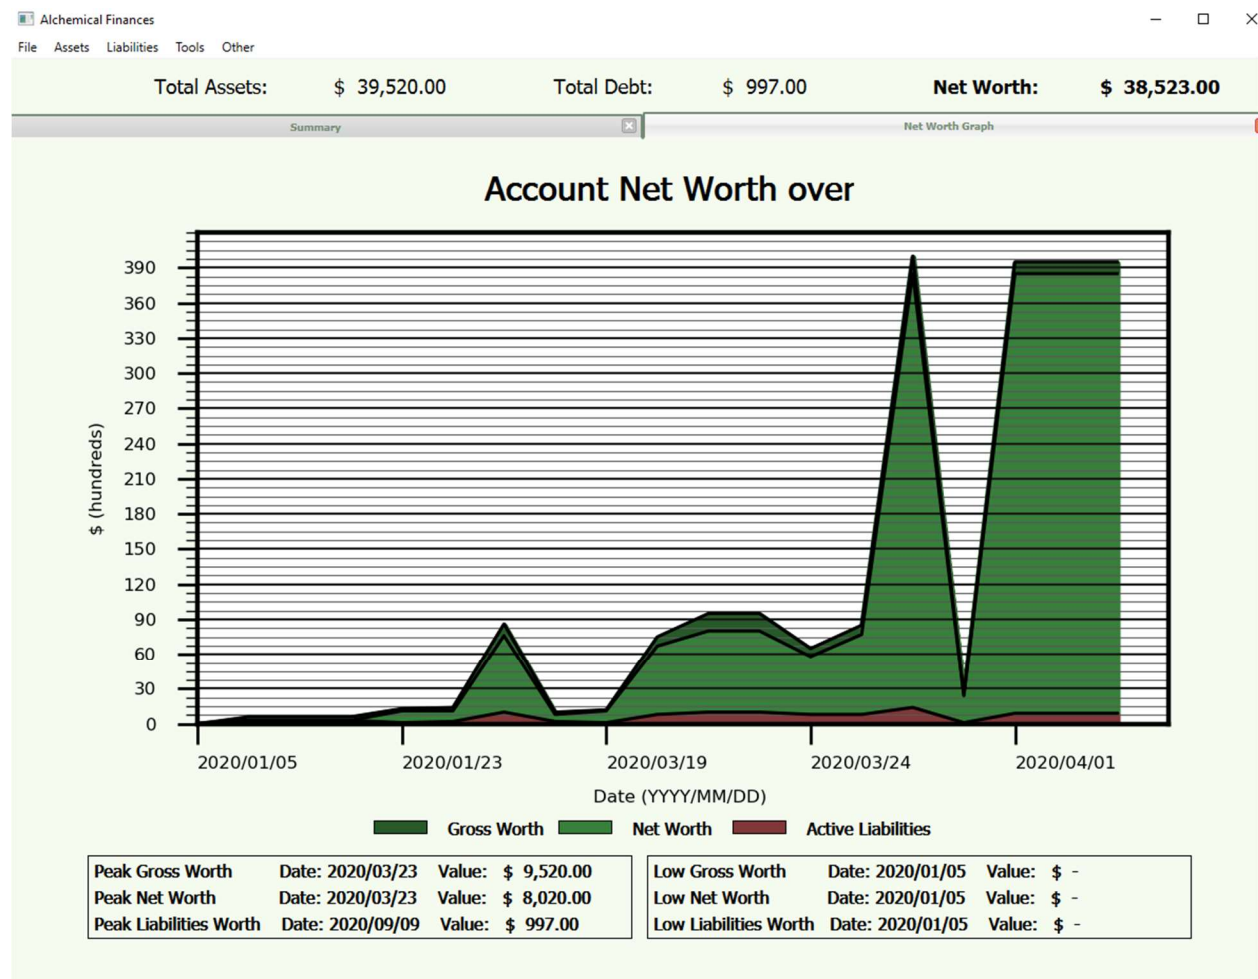 Alchemical Finances
File Assets Liabilities Tools Other
Total Assets: $ 39,520.00 Total Debt: $ 997.00 Net Worth: $ 38,523.00
Summary Net Worth Graph
Account Net Worth over
390
360
330
300
270
240
210
180
150
120
90
60
30
0
$ (hundreds)
2020/01/05 2020/01/23 2020/03/19 2020/03/24 2020/04/01
Date (YYYY/MM/DD)
Gross Worth Net Worth Active Liabilities
Peak Gross Worth Date: 2020/03/23 Value: $ 9,520.00
Peak Net Worth Date: 2020/03/23 Value: $ 8,020.00
Peak Liabilities Worth Date: 2020/09/09 Value: $ 997.00
Low Gross Worth Date: 2020/01/05 Value: $ -
Low Net Worth Date: 2020/01/05 Value: $ -
Low Liabilities Worth Date: 2020/01/05 Value: $ -